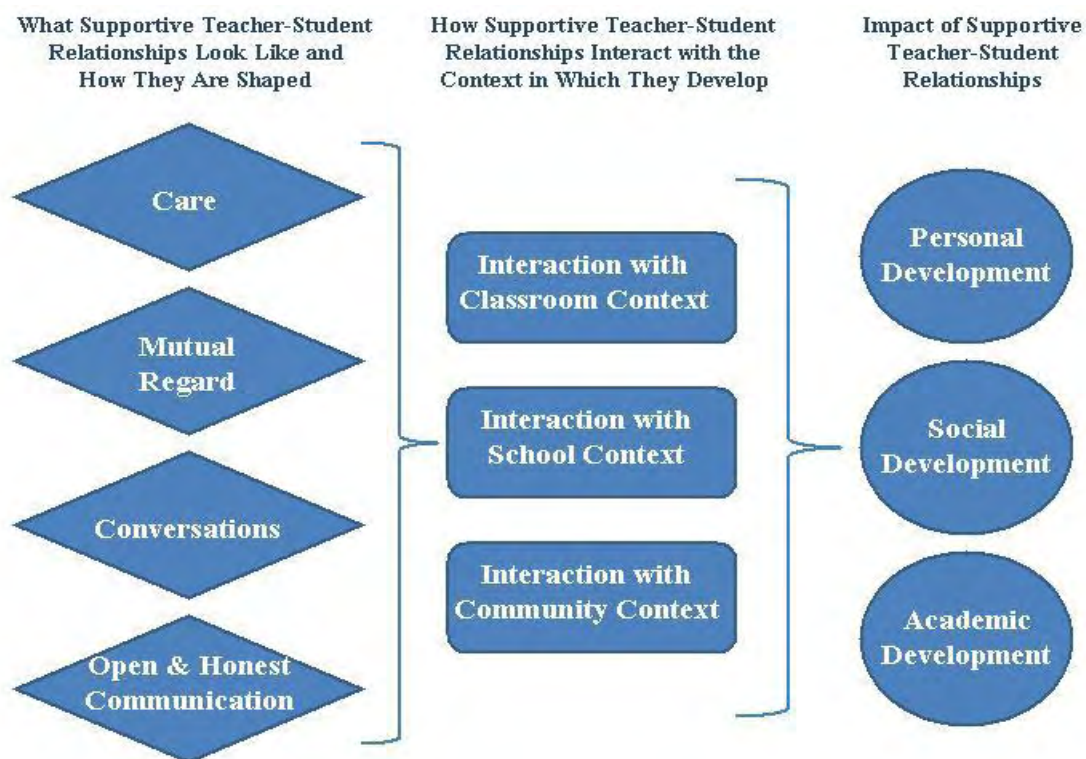 What Supportive Teacher-Student
Relationships Look Like and
How They Are Shaped
How Supportive Teacher-Student
Relationships Interact with the
Context in Which They Develop
Impact of Supportive
Teacher-Student
Relationships
Care
Mutual
Regard
Conversations
Open & Honest
Communication
Interaction with
Classroom Context
Interaction with
School Context
Interaction with
Community Context
Personal
Development
Social
Development
Academic
Development